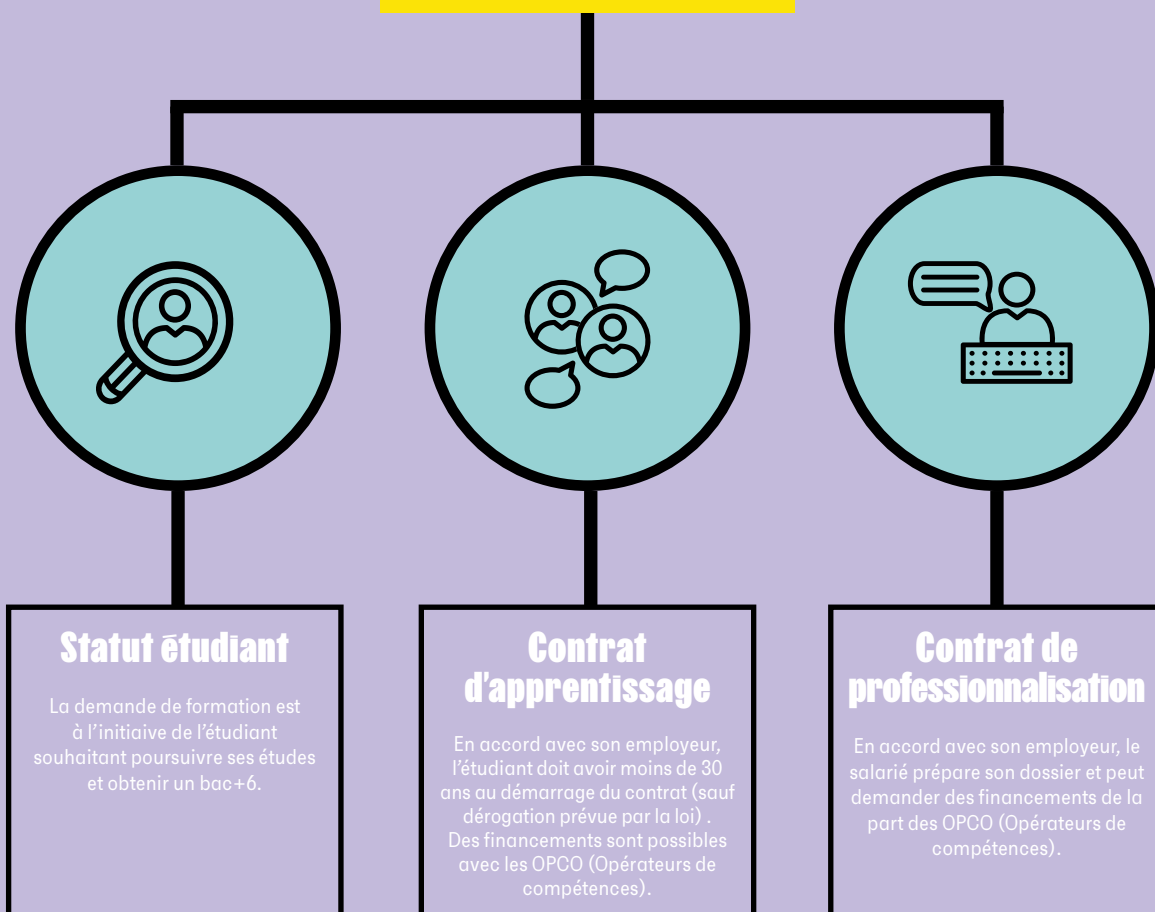 Statut étudiant
La demande de formation est
à l'initiaive de l'étudiant
souhaitant poursuivre ses études
et obtenir un bac+6.
Contrat
d'apprentissage
En accord avec son employeur,
l'étudiant doit avoir moins de 30
ans au démarrage du contrat (sauf
dérogation prévue par la loi) .
Des financements sont possibles
avec les OPCO (Opérateurs de
compétences).
Contrat de
professionnalisation
En accord avec son employeur, le
salarié prépare son dossier et peut
demander des financements de la
part des OPCO (Opérateurs de
compétences).